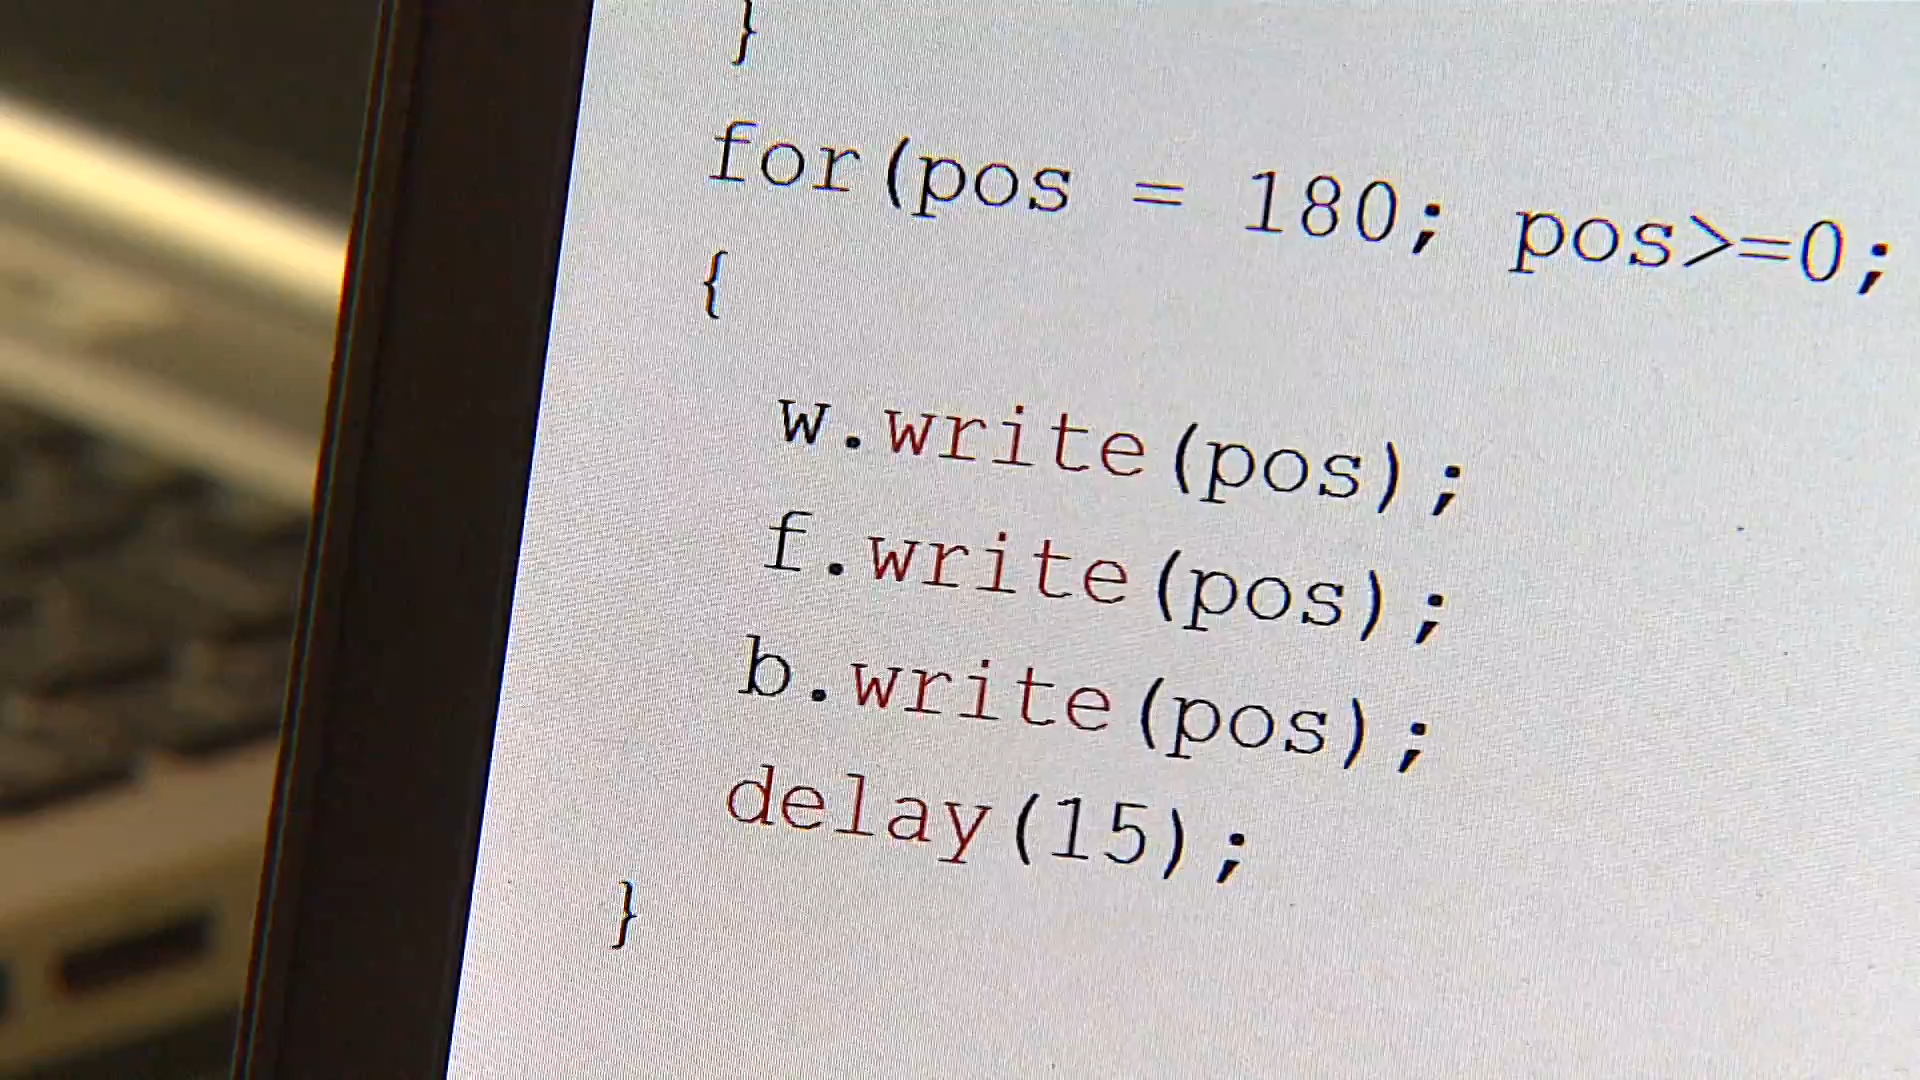 }
for(pos = 180; pos>=0;
{
w.write(pos);
f.write(pos);
b.write(pos);
delay(15);
}